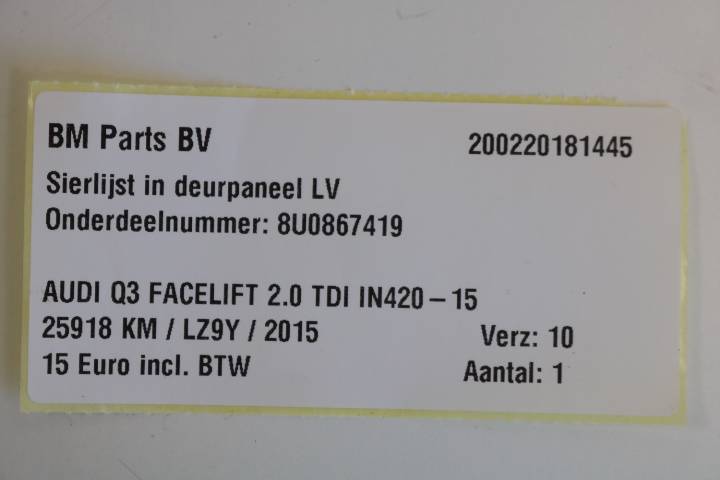 BM Parts BV 200220181445
Sierlijst in deurpaneel LV
Onderdeelnummer: 8U0867419
AUDI Q3 FACELIFT 2.0 TDI IN420 – 15
25918 KM / LZ9Y / 2015 Verz: 10
15 Euro incl. BTW Aantal: 1